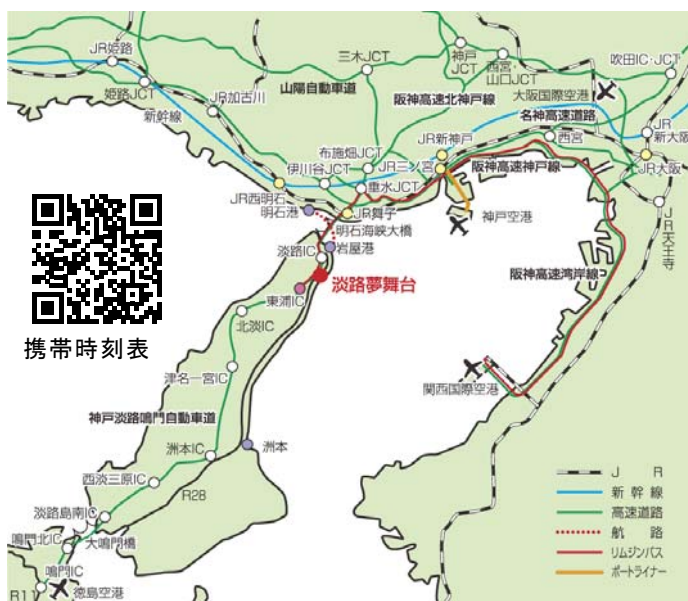 JR姫路
姫路JCT
新幹線
JR加古川
山陽自動車道
三木JCT
神戸
JCT
西宮・
山口JCT
吹田IC・JCT
大阪国際空港
阪神高速北神戸線
名神高速道路
JR
新大阪
西宮
JR新神戸
布施畑JCT
伊川谷JCT
JR三ノ宮
阪神高速神戸線
JR大阪
垂水JCT
JR西明石
明石港
JR舞子
明石海峡大橋
神戸空港
JR天王寺
淡路IC
岩屋港
淡路夢舞台
東浦IC
阪神高速湾岸線
北淡IC
携帯時刻表
津名一宮IC
関西国際空港
神戸淡路鳴門自動車道
洲本IC
洲本
西淡三原IC
R28
淡路島南IC
鳴門北IC
大鳴門橋
鳴門IC
R11
徳島空港
JR
新幹線
高速道路
航路
リムジンバス
ポートライナー